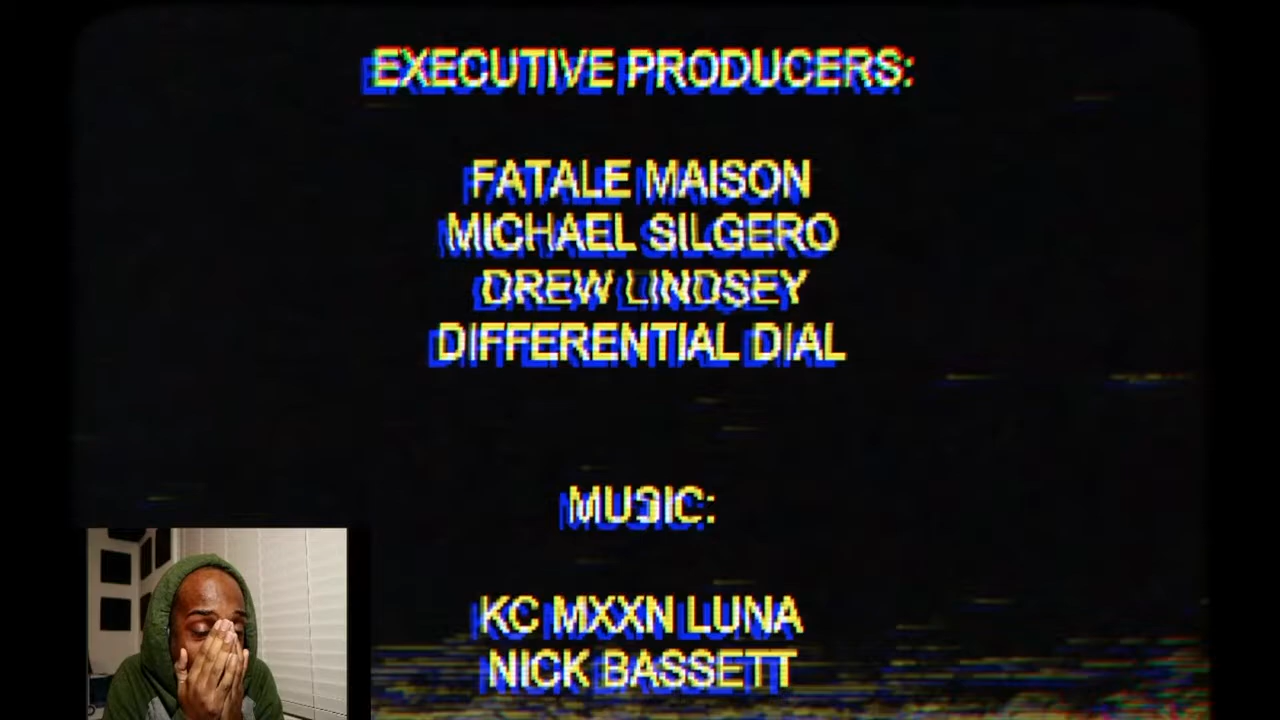 EXECUTIVE PRODUCERS:
FATALE MAISON
MICHAEL SILGERO
DREW LINDSEY
DIFFERENTIAL DIAL
MUSIC:
KC MXXN LUNA
NICK BASSETT